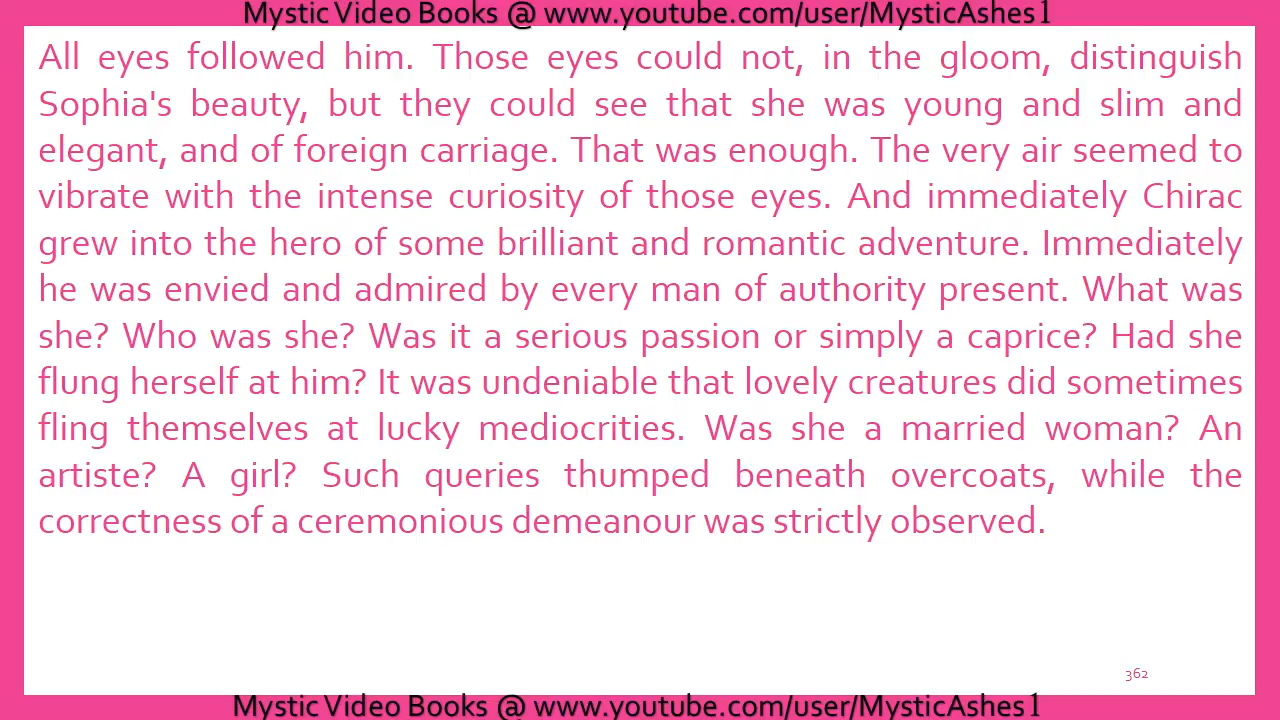 Mystic Video Books @ www.youtube.com/user/MysticAshes1
All eyes followed him. Those eyes could not, in the gloom, distinguish
Sophia's beauty, but they could see that she was young and slim and
elegant, and of foreign carriage. That was enough. The very air seemed to
vibrate with the intense curiosity of those eyes. And immediately Chirac
grew into the hero of some brilliant and romantic adventure. Immediately
he was envied and admired by every man of authority present. What was
she? Who was she? Was it a serious passion or simply a caprice? Had she
flung herself at him? It was undeniable that lovely creatures did sometimes
fling themselves at lucky mediocrities. Was she a married woman? An
artiste? A girl? Such queries thumped beneath overcoats, while the
correctness of a ceremonious demeanour was strictly observed.
362
Mystic Video Books @ www.youtube.com/user/MysticAshes1